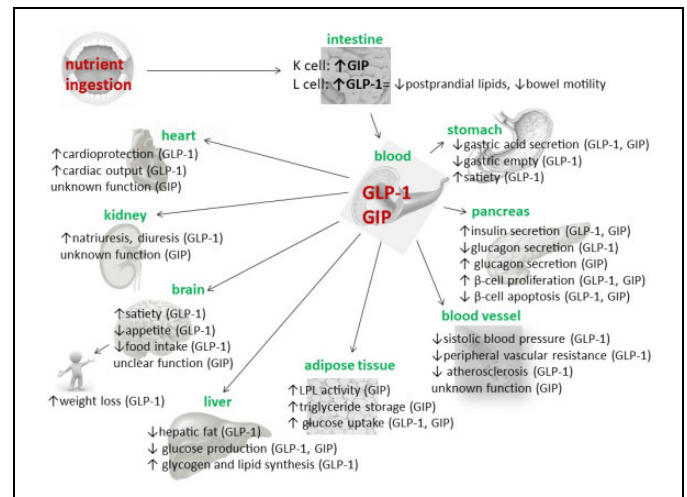 nutrient
ingestion
intestine
K cell: ↑GIP
L cell: ↑GLP-1= ↓postprandial lipids, ↓bowel motility
heart
↑cardioprotection (GLP-1)
↑cardiac output (GLP-1)
unknown function (GIP)
blood
GLP-1
GIP
stomach
↓gastric acid secretion (GLP-1, GIP)
↓gastric empty (GLP-1)
↑satiety (GLP-1)
kidney
↑natriuresis, diuresis (GLP-1)
unknown function (GIP)
pancreas
↑insulin secretion (GLP-1, GIP)
↓glucagon secretion (GLP-1)
↑ glucagon secretion (GIP)
↑ β-cell proliferation (GLP-1, GIP)
↓ β-cell apoptosis (GLP-1, GIP)
brain
↑satiety (GLP-1)
↓appetite (GLP-1)
↓food intake (GLP-1)
unclear function (GIP)
↑weight loss (GLP-1)
blood vessel
↓sistolic blood pressure (GLP-1)
↓peripheral vascular resistance (GLP-1)
↓ atherosclerosis (GLP-1)
unknown function (GIP)
adipose tissue
↑LPL activity (GIP)
↑triglyceride storage (GIP)
↑ glucose uptake (GLP-1, GIP)
liver
↓hepatic fat (GLP-1)
↓ glucose production (GLP-1, GIP)
↑ glycogen and lipid synthesis (GLP-1)